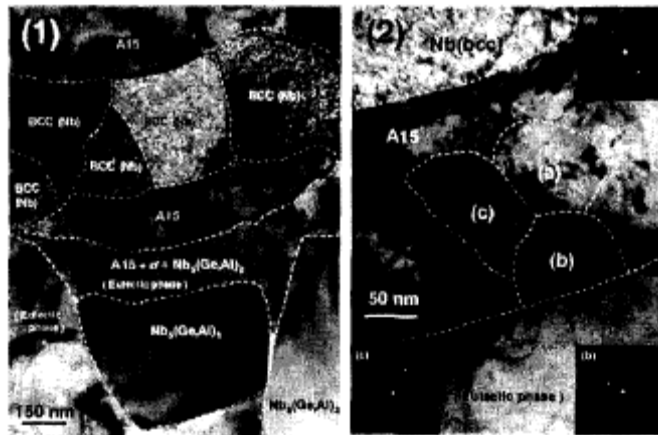 (1)
A15
BCC (Nb)
BCC (Nb)
BCC (Nb)
BCC (Nb)
BCC
(Nb)
A15
A15 + σ + Nb₅(Ge,Al)₃
(Eutectic phase)
(Eutectic
phase)
Nb₅(Ge,Al)₃
150 nm
Nb₅(Ge,Al)₃
(2)
Nb(bcc)
(a)
A15
(a)
(c)
(b)
50 nm
(c)
(b)
(Eutectic phase)